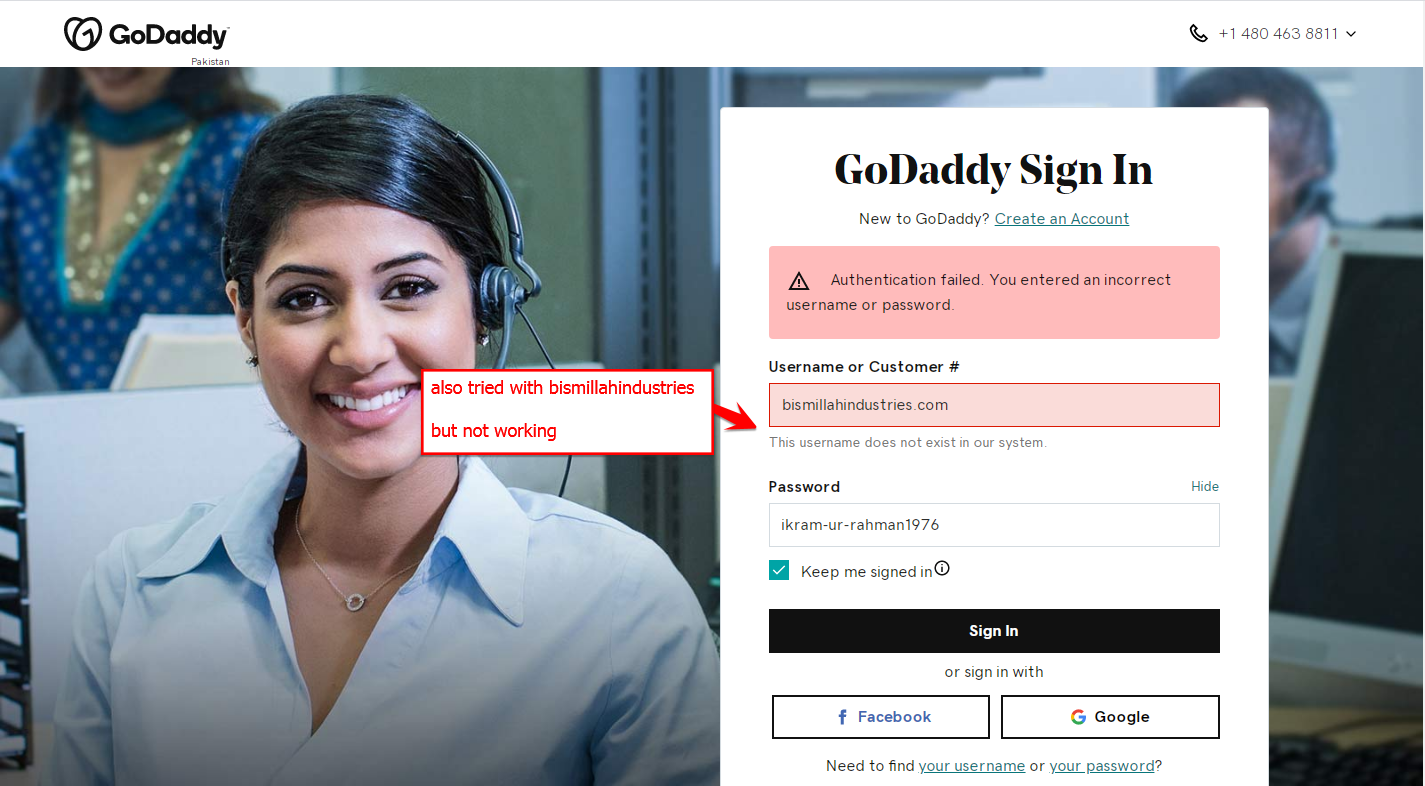 GoDaddy
Pakistan
+1 480 463 8811
GoDaddy Sign In
New to GoDaddy? Create an Account
Authentication failed. You entered an incorrect
username or password.
Username or Customer #
bismillahindustries.com
This username does not exist in our system.
also tried with bismillahindustries
but not working
Password
Hide
ikram-ur-rahman1976
Keep me signed in
Sign In
or sign in with
Facebook
Google
Need to find your username or your password?